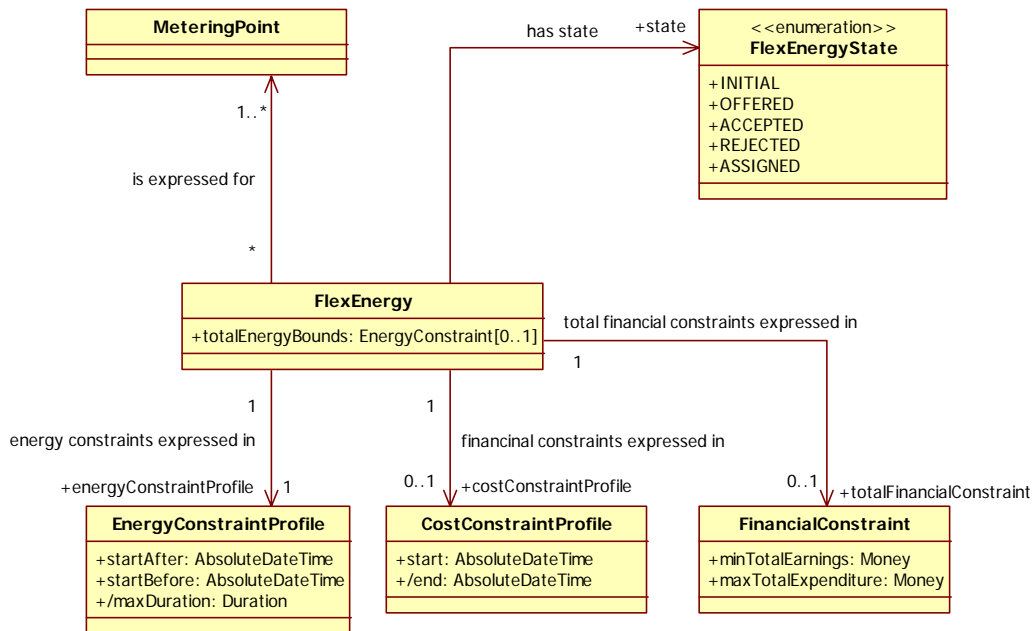 MeteringPoint
has state
+state
<<enumeration>>
FlexEnergyState
+INITIAL
+OFFERED
+ACCEPTED
+REJECTED
+ASSIGNED
1..*
is expressed for
*
FlexEnergy
+totalEnergyBounds: EnergyConstraint[0..1]
total financial constraints expressed in
1
1
1
energy constraints expressed in
financinal constraints expressed in
+energyConstraintProfile
1
0..1
+costConstraintProfile
0..1
+totalFinancialConstraint
EnergyConstraintProfile
+startAfter: AbsoluteDateTime
+startBefore: AbsoluteDateTime
+/maxDuration: Duration
CostConstraintProfile
+start: AbsoluteDateTime
+/end: AbsoluteDateTime
FinancialConstraint
+minTotalEarnings: Money
+maxTotalExpenditure: Money